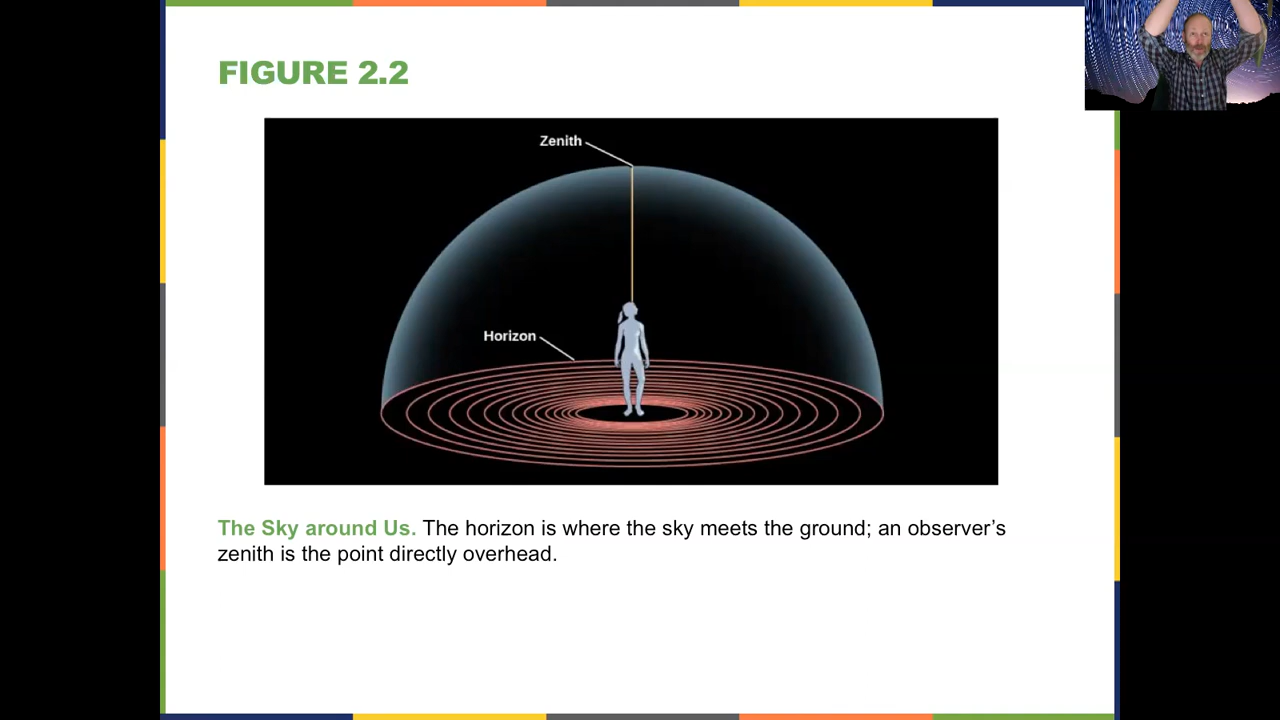 FIGURE 2.2
Zenith
Horizon
The Sky around Us. The horizon is where the sky meets the ground; an observer’s
zenith is the point directly overhead.